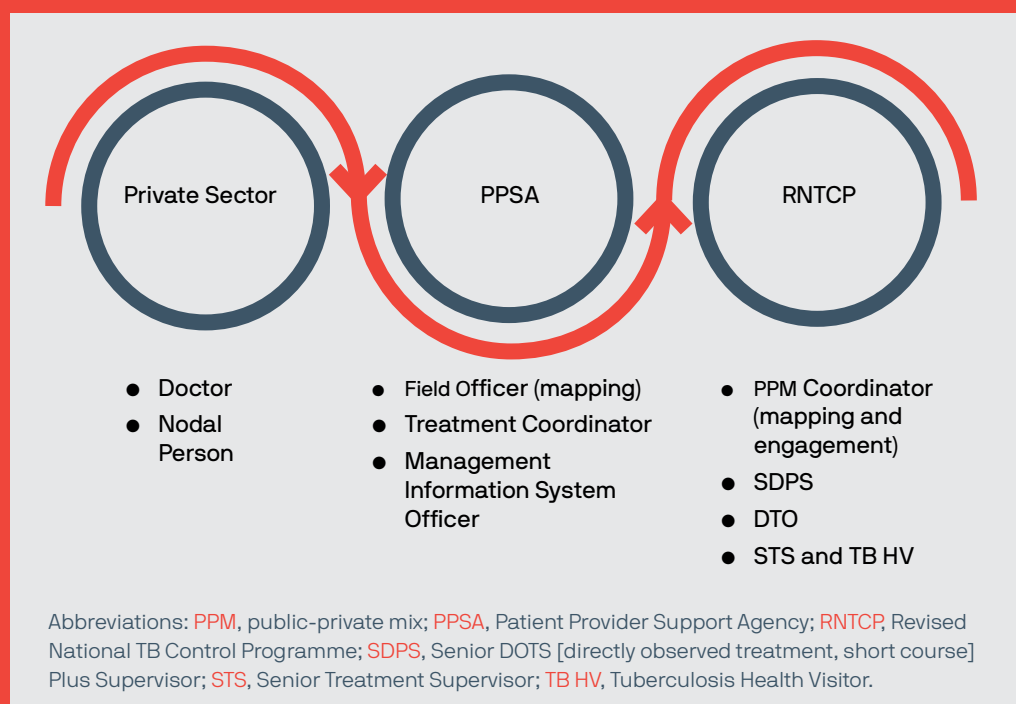 Private Sector
PPSA
RNTCP
● Doctor
● Nodal
Person
● Field Officer (mapping)
● Treatment Coordinator
● Management
Information System
Officer
● PPM Coordinator
(mapping and
engagement)
● SDPS
● DTO
● STS and TB HV
Abbreviations: PPM, public-private mix; PPSA, Patient Provider Support Agency; RNTCP, Revised
National TB Control Programme; SDPS, Senior DOTS [directly observed treatment, short course]
Plus Supervisor; STS, Senior Treatment Supervisor; TB HV, Tuberculosis Health Visitor.